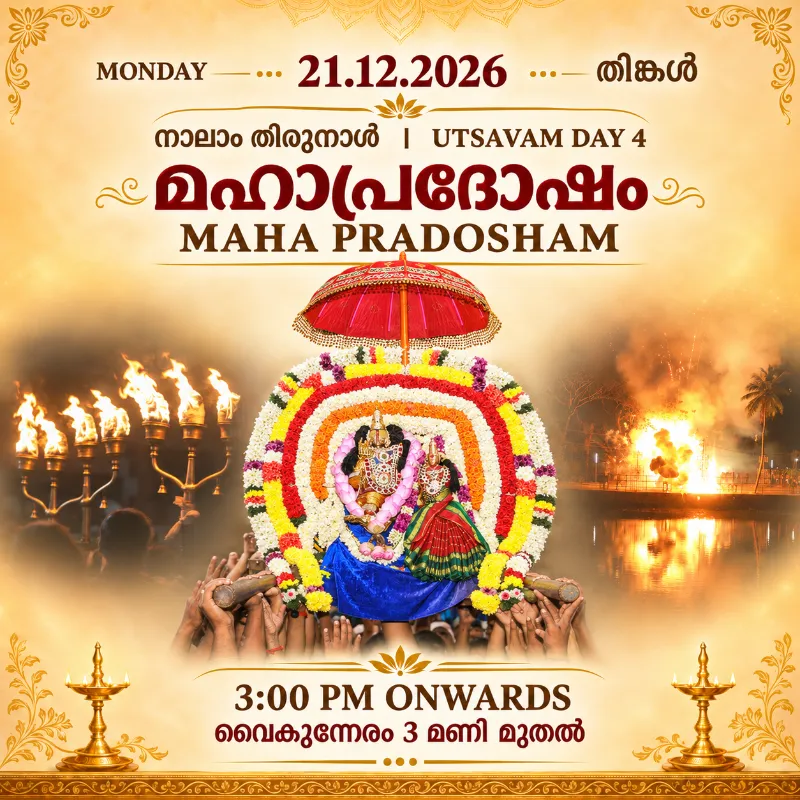 MONDAY 21.12.2026 തിങ്കൾ
നാലാം തിരുനാൾ | UTSAVAM DAY 4
മഹാപ്രദോഷം
MAHA PRADOSHAM
3:00 PM ONWARDS
വൈകുന്നേരം 3 മണി മുതൽ